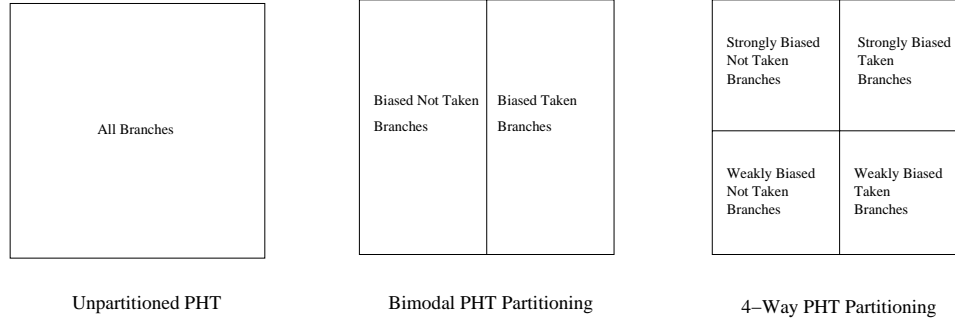 All Branches
Unpartitioned PHT
Biased Not Taken
Branches
Biased Taken
Branches
Bimodal PHT Partitioning
Strongly Biased
Not Taken
Branches
Strongly Biased
Taken
Branches
Weakly Biased
Not Taken
Branches
Weakly Biased
Taken
Branches
4−Way PHT Partitioning